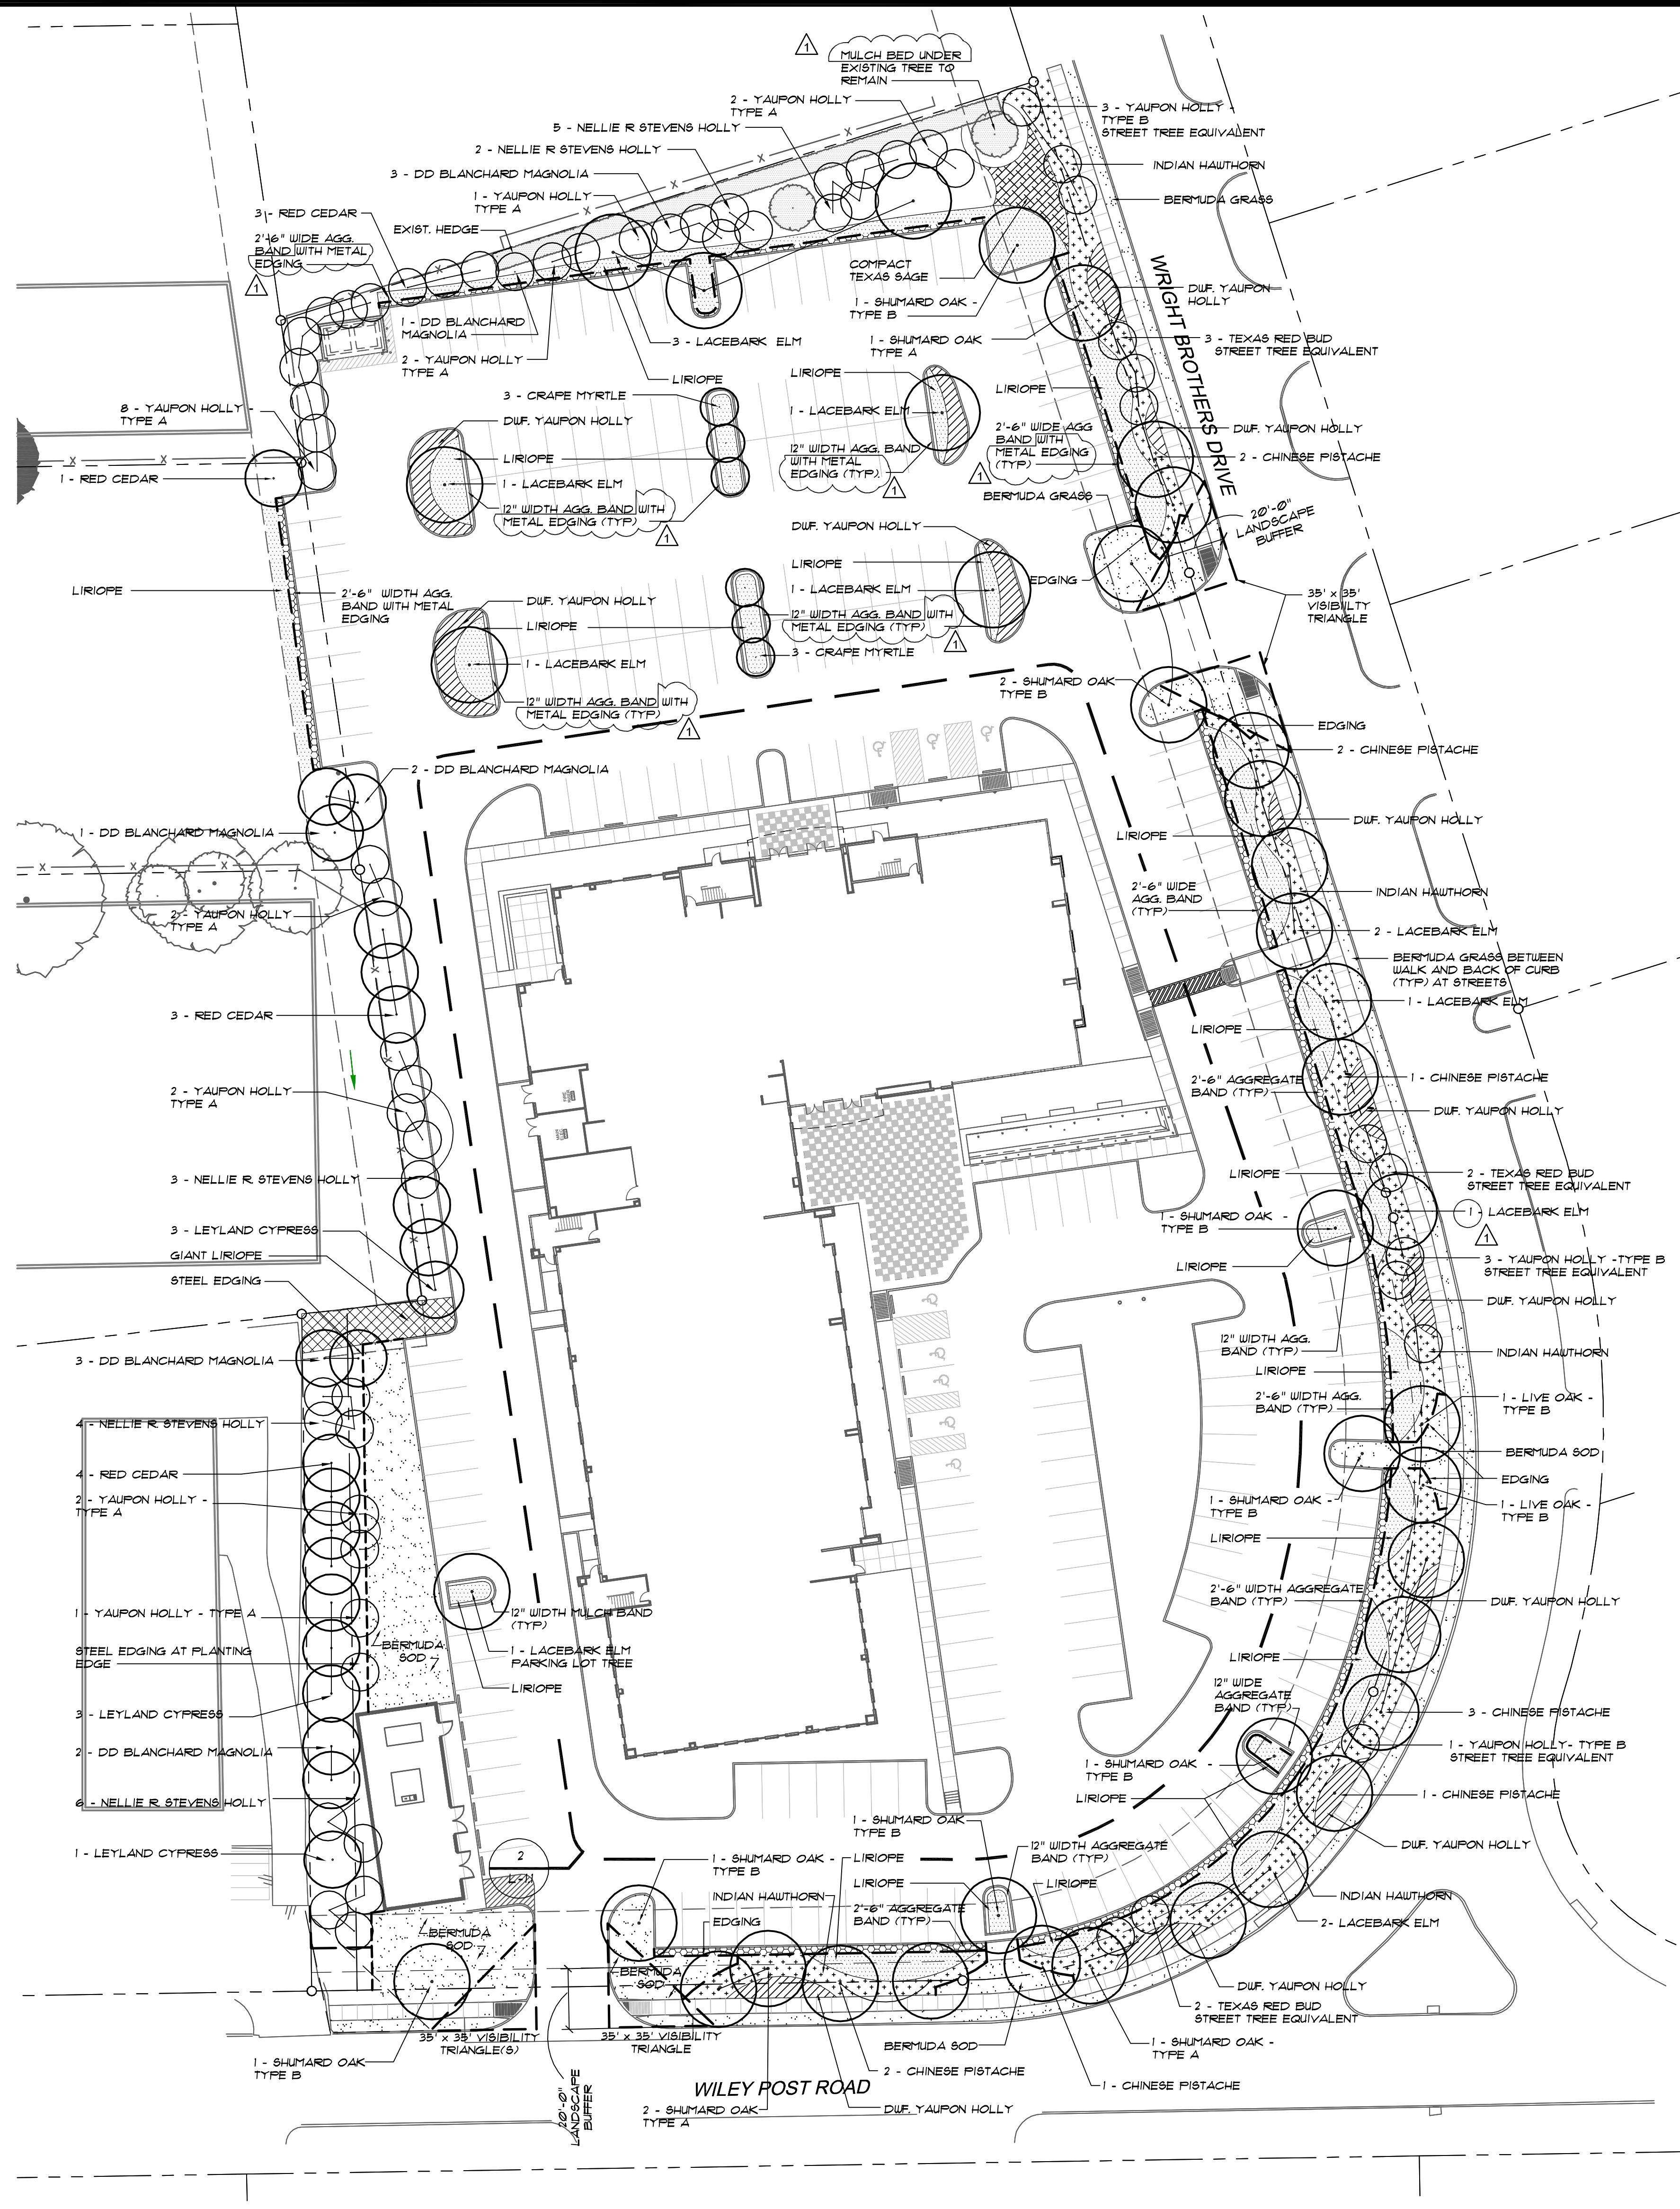 1
MULCH BED UNDER
EXISTING TREE TO
REMAIN
2 - YAUPON HOLLY
TYPE A
3 - YAUPON HOLLY -
TYPE B
STREET TREE EQUIVALENT
5 - NELLIE R STEVENS HOLLY
2 - NELLIE R STEVENS HOLLY
INDIAN HAWTHORN
3 - DD BLANCHARD MAGNOLIA
1 - YAUPON HOLLY
TYPE A
BERMUDA GRASS
3 - RED CEDAR
EXIST. HEDGE
2'-6" WIDE AGG.
BAND WITH METAL
EDGING
1
COMPACT
TEXAS SAGE
WRIGHT BROTHERS DRIVE
DWF. YAUPON
HOLLY
1 - SHUMARD OAK -
TYPE B
1 - DD BLANCHARD
MAGNOLIA
3 - LACEBARK ELM
1 - SHUMARD OAK
TYPE A
3 - TEXAS RED BUD
STREET TREE EQUIVALENT
2 - YAUPON HOLLY
TYPE A
LIRIOPE
LIRIOPE
LIRIOPE
3 - CRAPE MYRTLE
8 - YAUPON HOLLY -
TYPE A
1 - LACEBARK ELM
DWF. YAUPON HOLLY
2'-6" WIDE AGG
BAND WITH
METAL EDGING
(TYP)
1
DWF. YAUPON HOLLY
12" WIDTH AGG. BAND
WITH METAL
EDGING (TYP).
1
LIRIOPE
2 - CHINESE PISTACHE
1 - RED CEDAR
1 - LACEBARK ELM
BERMUDA GRASS
12" WIDTH AGG. BAND WITH
METAL EDGING (TYP)
1
20'-0"
LANDSCAPE
BUFFER
DWF. YAUPON HOLLY
LIRIOPE
EDGING
LIRIOPE
2'-6" WIDTH AGG.
BAND WITH METAL
EDGING
1 - LACEBARK ELM
35' x 35'
VISIBILTY
TRIANGLE
DWF. YAUPON HOLLY
12" WIDTH AGG. BAND WITH
METAL EDGING (TYP)
1
LIRIOPE
3 - CRAPE MYRTLE
1 - LACEBARK ELM
2 - SHUMARD OAK
TYPE B
12" WIDTH AGG. BAND WITH
METAL EDGING (TYP)
1
EDGING
2 - CHINESE PISTACHE
2 - DD BLANCHARD MAGNOLIA
DWF. YAUPON HOLLY
1 - DD BLANCHARD MAGNOLIA
LIRIOPE
2'-6" WIDE
AGG. BAND
(TYP)
INDIAN HAWTHORN
2 - YAUPON HOLLY
TYPE A
2 - LACEBARK ELM
BERMUDA GRASS BETWEEN
WALK AND BACK OF CURB
(TYP) AT STREETS
1 - LACEBARK ELM
3 - RED CEDAR
LIRIOPE
2'-6" AGGREGATE
BAND (TYP)
1 - CHINESE PISTACHE
2 - YAUPON HOLLY
TYPE A
DWF. YAUPON HOLLY
3 - NELLIE R. STEVENS HOLLY
LIRIOPE
2 - TEXAS RED BUD
STREET TREE EQUIVALENT
1 - SHUMARD OAK -
TYPE B
1 - LACEBARK ELM
1
3 - LEYLAND CYPRESS
GIANT LIRIOPE
LIRIOPE
3 - YAUPON HOLLY -TYPE B
STREET TREE EQUIVALENT
STEEL EDGING
DWF. YAUPON HOLLY
12" WIDTH AGG.
BAND (TYP)
INDIAN HAWTHORN
3 - DD BLANCHARD MAGNOLIA
LIRIOPE
2'-6" WIDTH AGG.
BAND (TYP)
1 - LIVE OAK -
TYPE B
4 - NELLIE R. STEVENS HOLLY
BERMUDA SOD
4 - RED CEDAR
EDGING
2 - YAUPON HOLLY -
TYPE A
1 - SHUMARD OAK -
TYPE B
1 - LIVE OAK -
TYPE B
LIRIOPE
2'-6" WIDTH AGGREGATE
BAND (TYP)
DWF. YAUPON HOLLY
1 - YAUPON HOLLY - TYPE A
12" WIDTH MULCH BAND
(TYP)
BERMUDA
SOD
STEEL EDGING AT PLANTING
EDGE
1 - LACEBARK ELM
PARKING LOT TREE
LIRIOPE
LIRIOPE
12" WIDE
AGGREGATE
BAND (TYP)
3 - LEYLAND CYPRESS
3 - CHINESE PISTACHE
2 - DD BLANCHARD MAGNOLIA
1 - YAUPON HOLLY- TYPE B
STREET TREE EQUIVALENT
1 - SHUMARD OAK -
TYPE B
6 - NELLIE R. STEVENS HOLLY
LIRIOPE
1 - CHINESE PISTACHE
1 - SHUMARD OAK
TYPE B
1 - LEYLAND CYPRESS
2
L-1.1
1 - SHUMARD OAK -
TYPE B
LIRIOPE
12" WIDTH AGGREGATE
BAND (TYP)
DWF. YAUPON HOLLY
LIRIOPE
LIRIOPE
INDIAN HAWTHORN
2'-6" AGGREGATE
BAND (TYP)
INDIAN HAWTHORN
EDGING
2- LACEBARK ELM
BERMUDA
SOD
BERMUDA
SOD
DWF. YAUPON HOLLY
2 - TEXAS RED BUD
STREET TREE EQUIVALENT
35' x 35' VISIBILITY
TRIANGLE(S)
35' x 35' VISIBILITY
TRIANGLE
BERMUDA SOD
1 - SHUMARD OAK -
TYPE A
1 - SHUMARD OAK
TYPE B
2 - CHINESE PISTACHE
1 - CHINESE PISTACHE
WILEY POST ROAD
20'-0"
LANDSCAPE
BUFFER
2 - SHUMARD OAK
TYPE A
DWF. YAUPON HOLLY